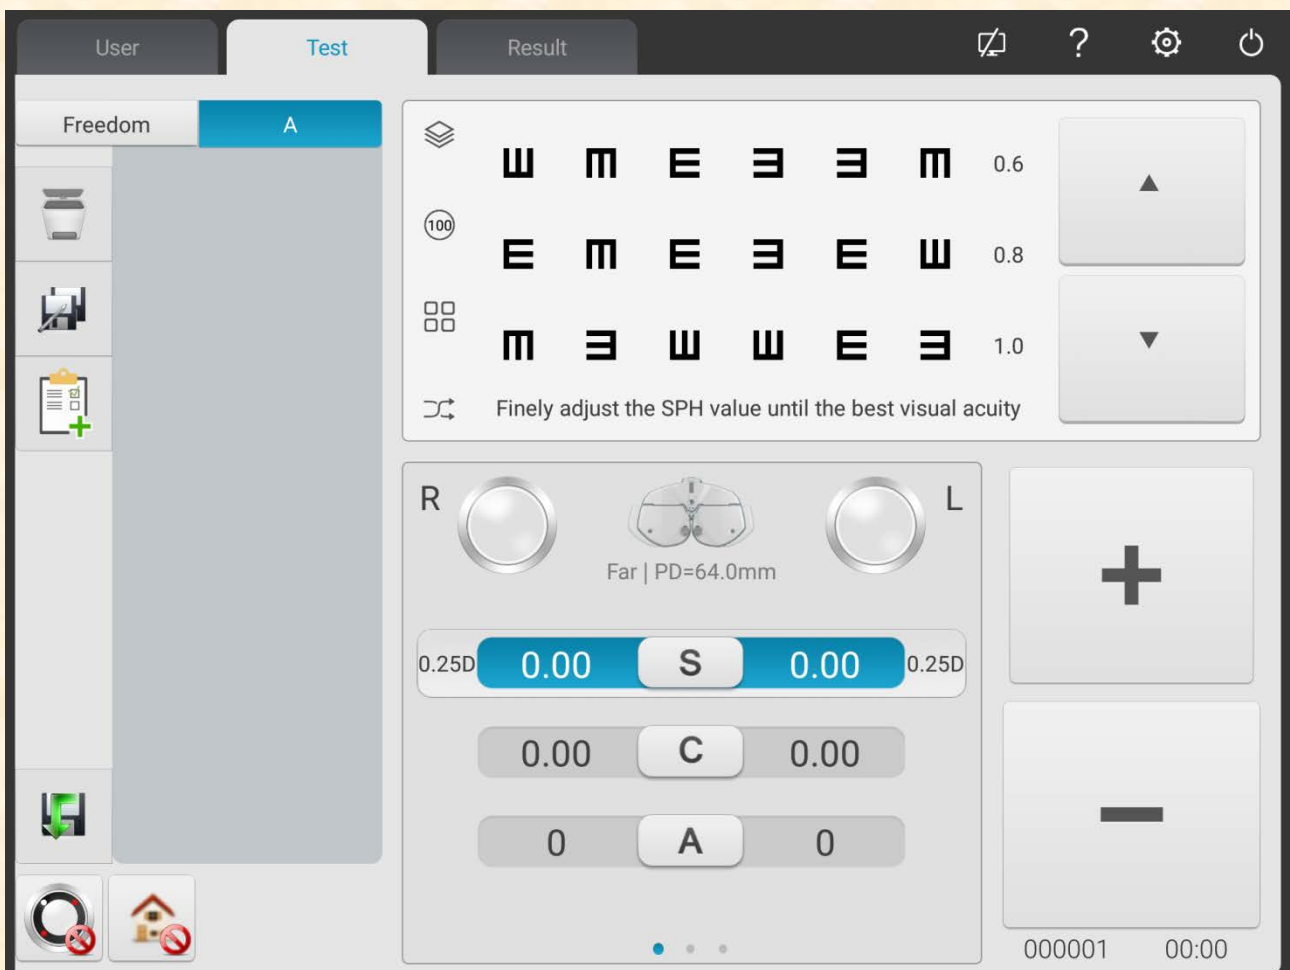 User Test Result ?
Freedom A
0.6
100
0.8
1.0
Finely adjust the SPH value until the best visual acuity
R L
Far | PD=64.0mm
0.25D 0.00 S 0.00 0.25D
0.00 C 0.00
0 A 0
000001 00:00